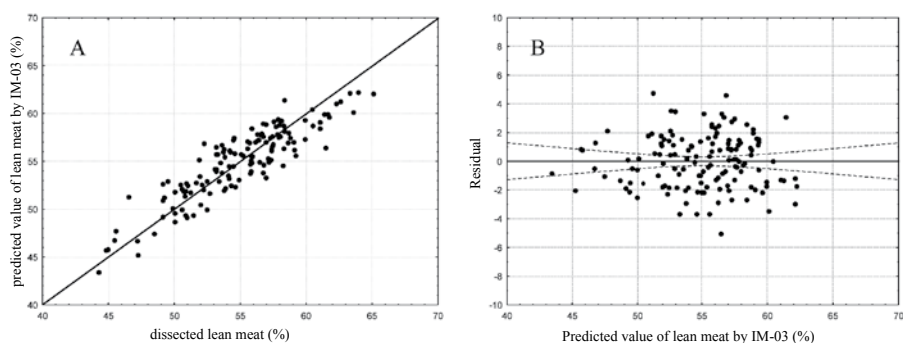 A
predicted value of lean meat by IM-03 (%)
70
65
60
55
50
45
40
40 45 50 55 60 65 70
dissected lean meat (%)
B
Residual
10
8
6
4
2
0
-2
-4
-6
-8
-10
40 45 50 55 60 65 70
Predicted value of lean meat by IM-03 (%)